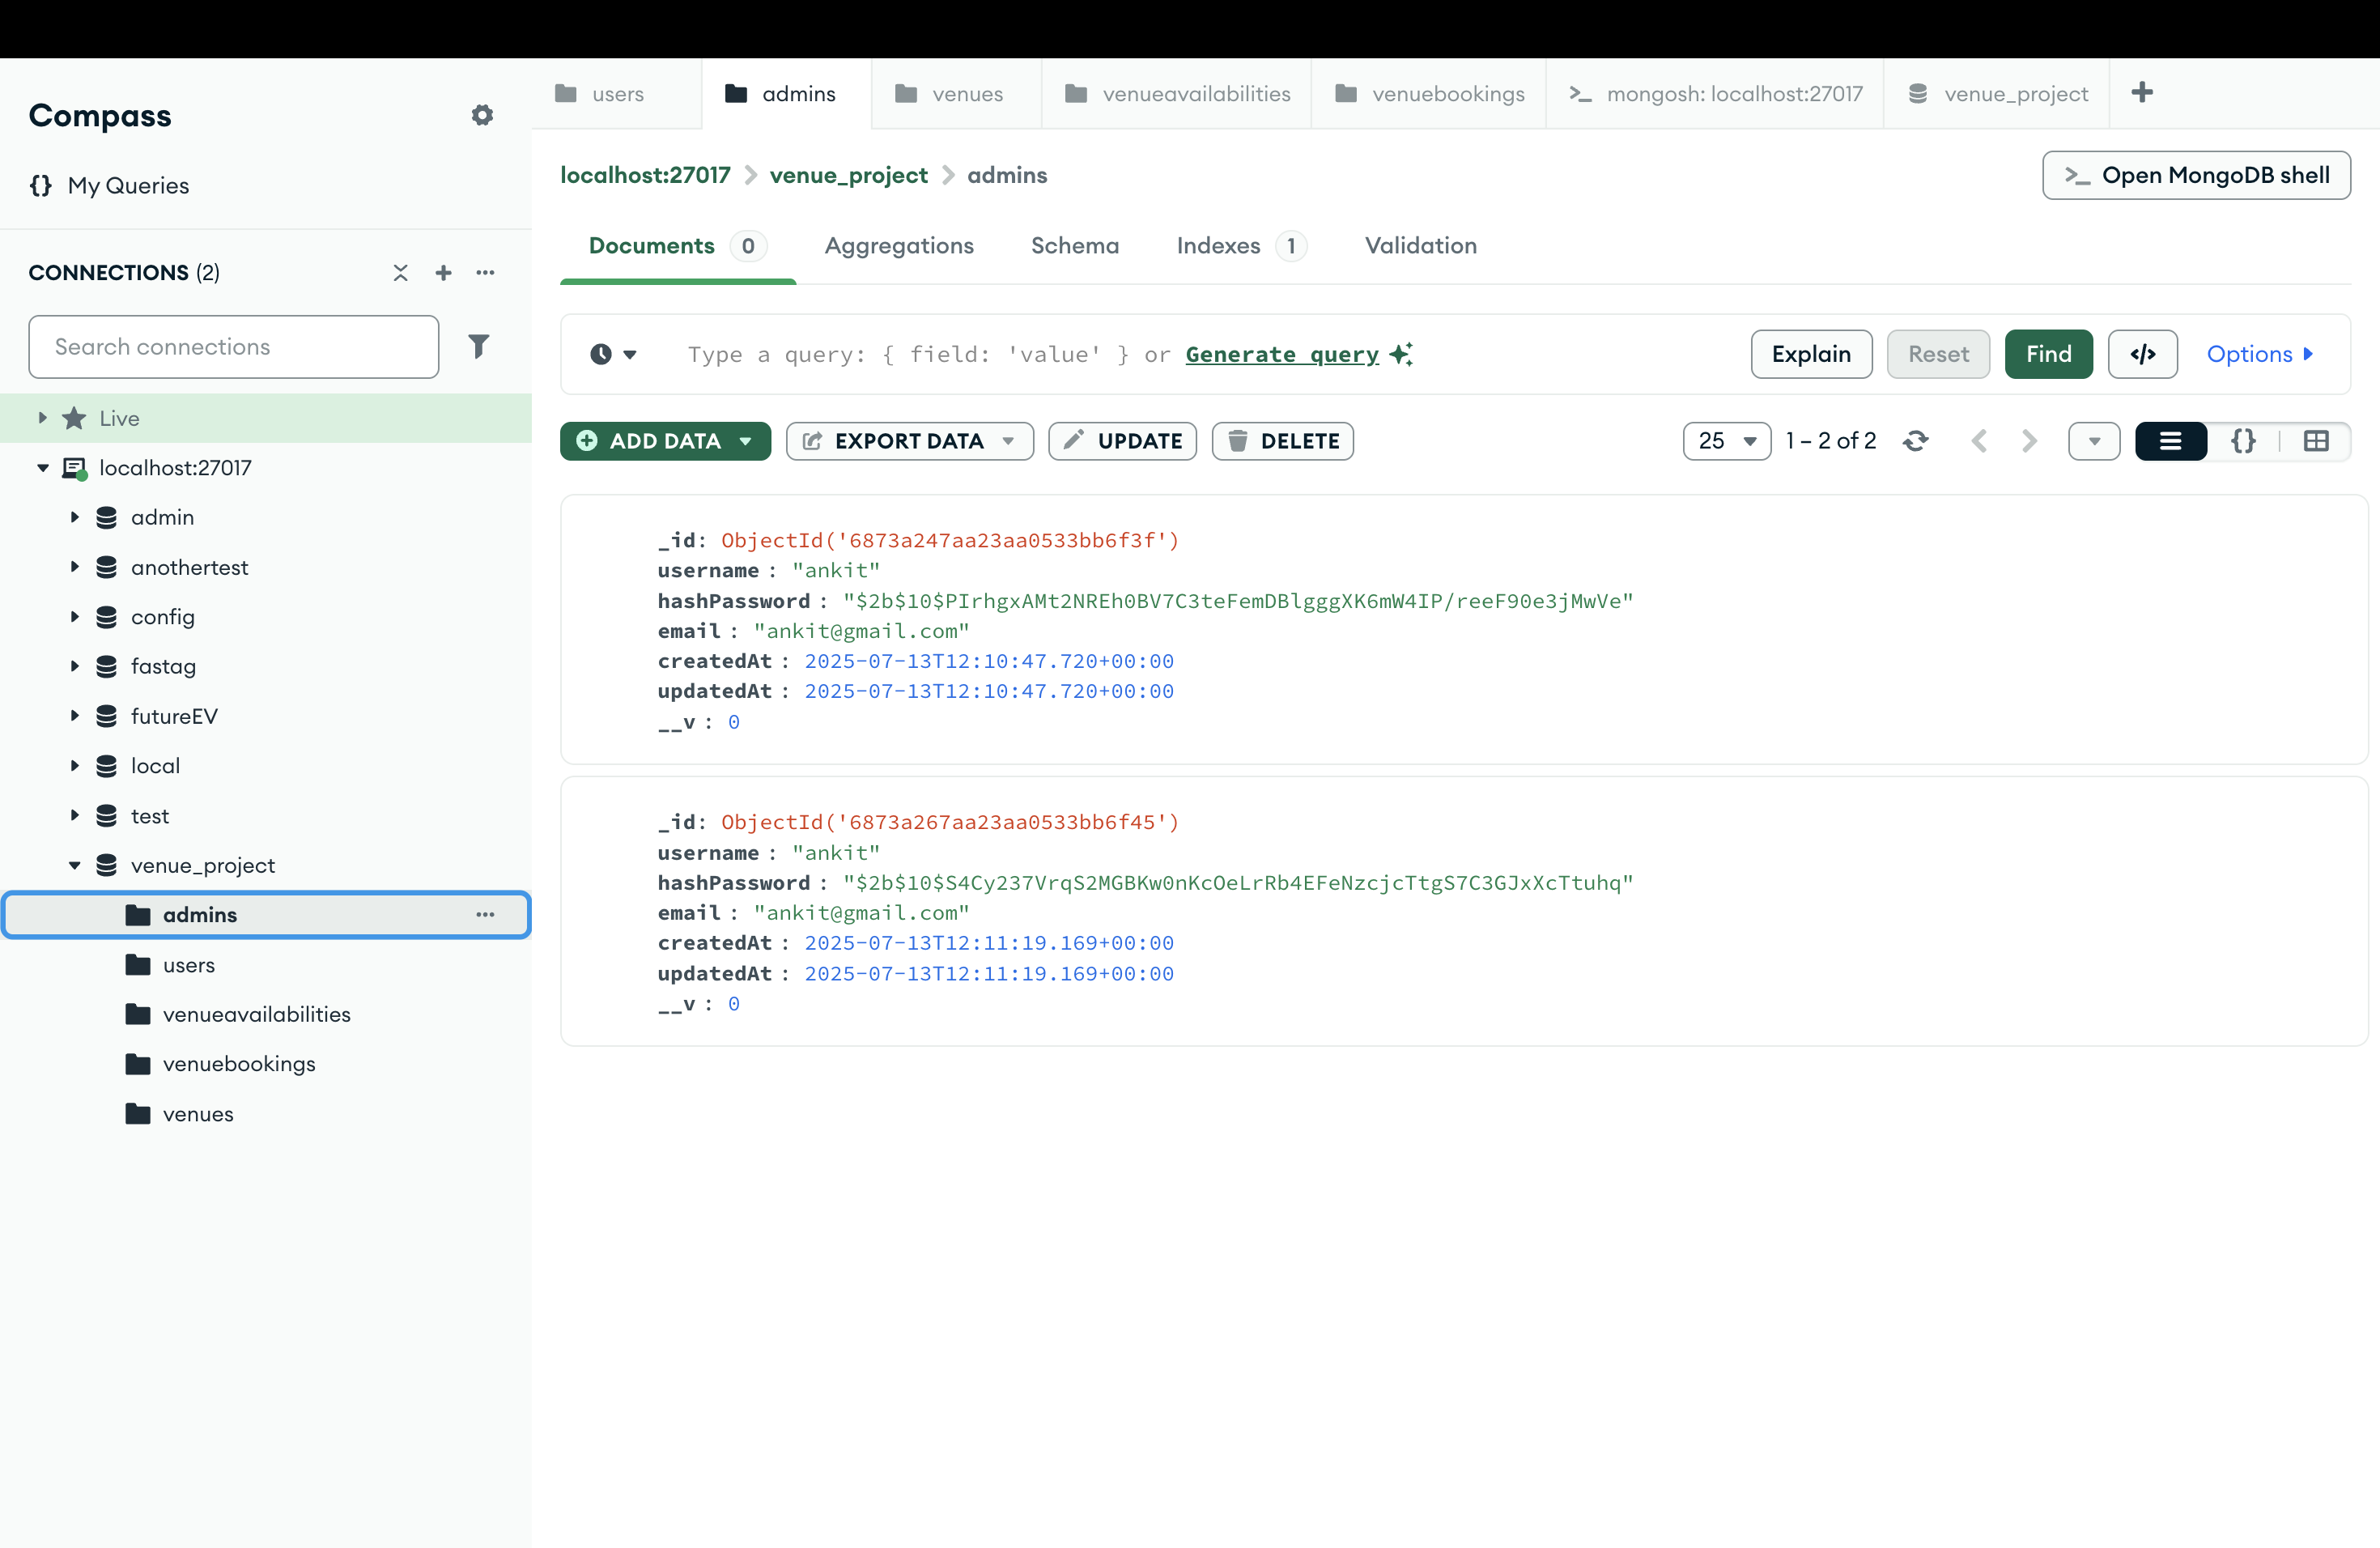 Compass
My Queries
CONNECTIONS (2)
Search connections
Live
localhost:27017
admin
anothertest
config
fastag
futureEV
local
test
venue_project
admins
users
venueavailabilities
venuebookings
venues
users
admins
venues
venueavailabilities
venuebookings
mongosh: localhost:27017
venue_project
localhost:27017 > venue_project > admins
Open MongoDB shell
Documents 0
Aggregations
Schema
Indexes 1
Validation
Type a query: { field: 'value' } or Generate query
Explain
Reset
Find
</>
Options
ADD DATA
EXPORT DATA
UPDATE
DELETE
25
1 – 2 of 2
_id: ObjectId('6873a247aa23aa0533bb6f3f')
username : "ankit"
hashPassword : "$2b$10$PIrhgxAMt2NREh0BV7C3teFemDBlgggXK6mW4IP/reeF90e3jMwVe"
email : "ankit@gmail.com"
createdAt : 2025-07-13T12:10:47.720+00:00
updatedAt : 2025-07-13T12:10:47.720+00:00
__v : 0
_id: ObjectId('6873a267aa23aa0533bb6f45')
username : "ankit"
hashPassword : "$2b$10$S4Cy237VrqS2MGBKw0nKcOeLrRb4EFeNzcjcTtgS7C3GJxXcTtuhq"
email : "ankit@gmail.com"
createdAt : 2025-07-13T12:11:19.169+00:00
updatedAt : 2025-07-13T12:11:19.169+00:00
__v : 0